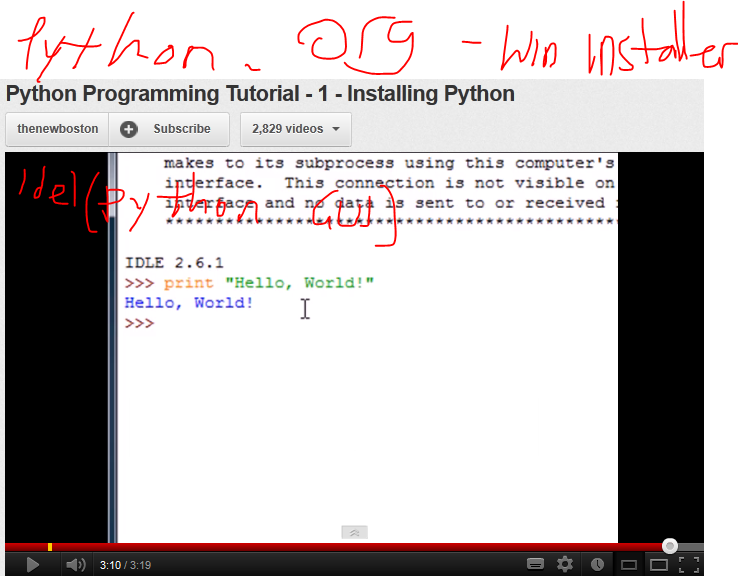 Python. org - Win installer
Python Programming Tutorial - 1 - Installing Python
thenewboston Subscribe 2,829 videos
makes to its subprocess using this computer's
interface. This connection is not visible on
Idel (Python GUI)
interface and no data is sent to or received
****************************************************
IDLE 2.6.1
>>> print "Hello, World!"
Hello, World!
>>>
3:10 / 3:19